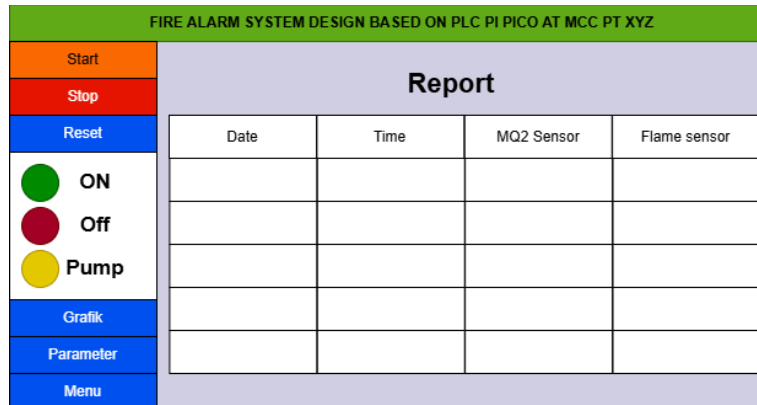 FIRE ALARM SYSTEM DESIGN BASED ON PLC PI PICO AT MCC PT XYZ
Start
Stop
Reset
ON
Off
Pump
Grafik
Parameter
Menu
Report
Date Time MQ2 Sensor Flame sensor